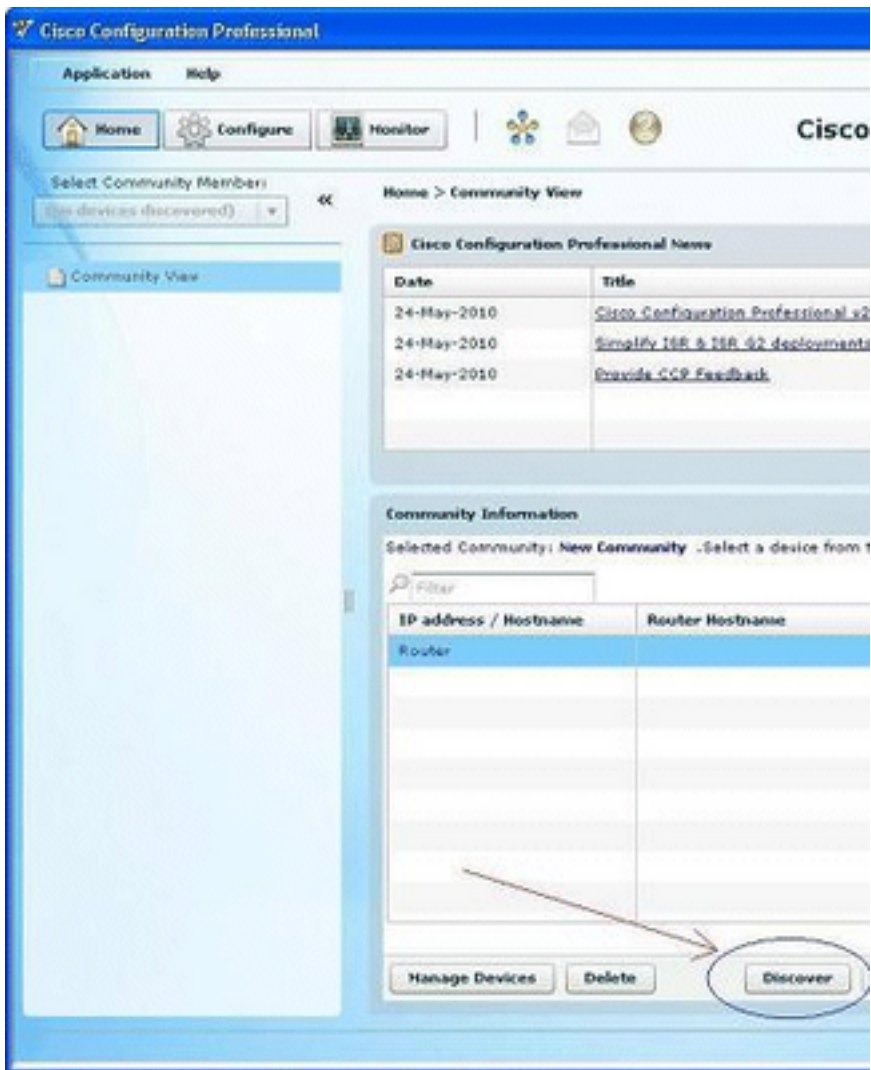 Cisco Configuration Professional
Application Help
Home Configure Monitor Cisco
Select Community Member:
(No devices discovered)
Home > Community View
Community View
Cisco Configuration Professional News
Date Title
24-May-2010 Cisco Configuration Professional v2
24-May-2010 Simplify ISR & ISR G2 deployments
24-May-2010 Provide CCP Feedback
Community Information
Selected Community: New Community .Select a device from t
Filter
IP address / Hostname Router Hostname
Router
Manage Devices Delete Discover